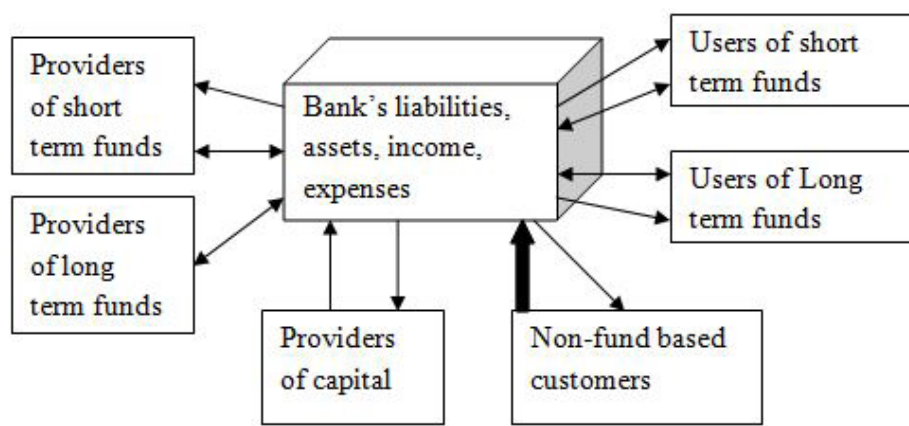 Providers
of short
term funds
Bank’s liabilities,
assets, income,
expenses
Users of short
term funds
Providers
of long
term funds
Users of Long
term funds
Providers
of capital
Non-fund based
customers